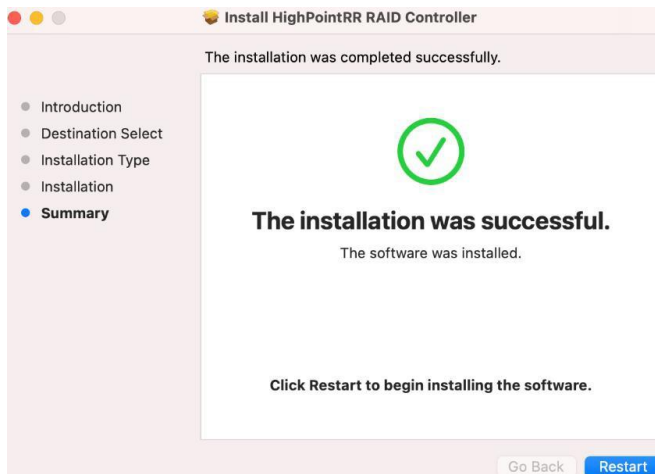 Install HighPointRR RAID Controller
The installation was completed successfully.
Introduction
Destination Select
Installation Type
Installation
Summary
The installation was successful.
The software was installed.
Click Restart to begin installing the software.
Go Back
Restart